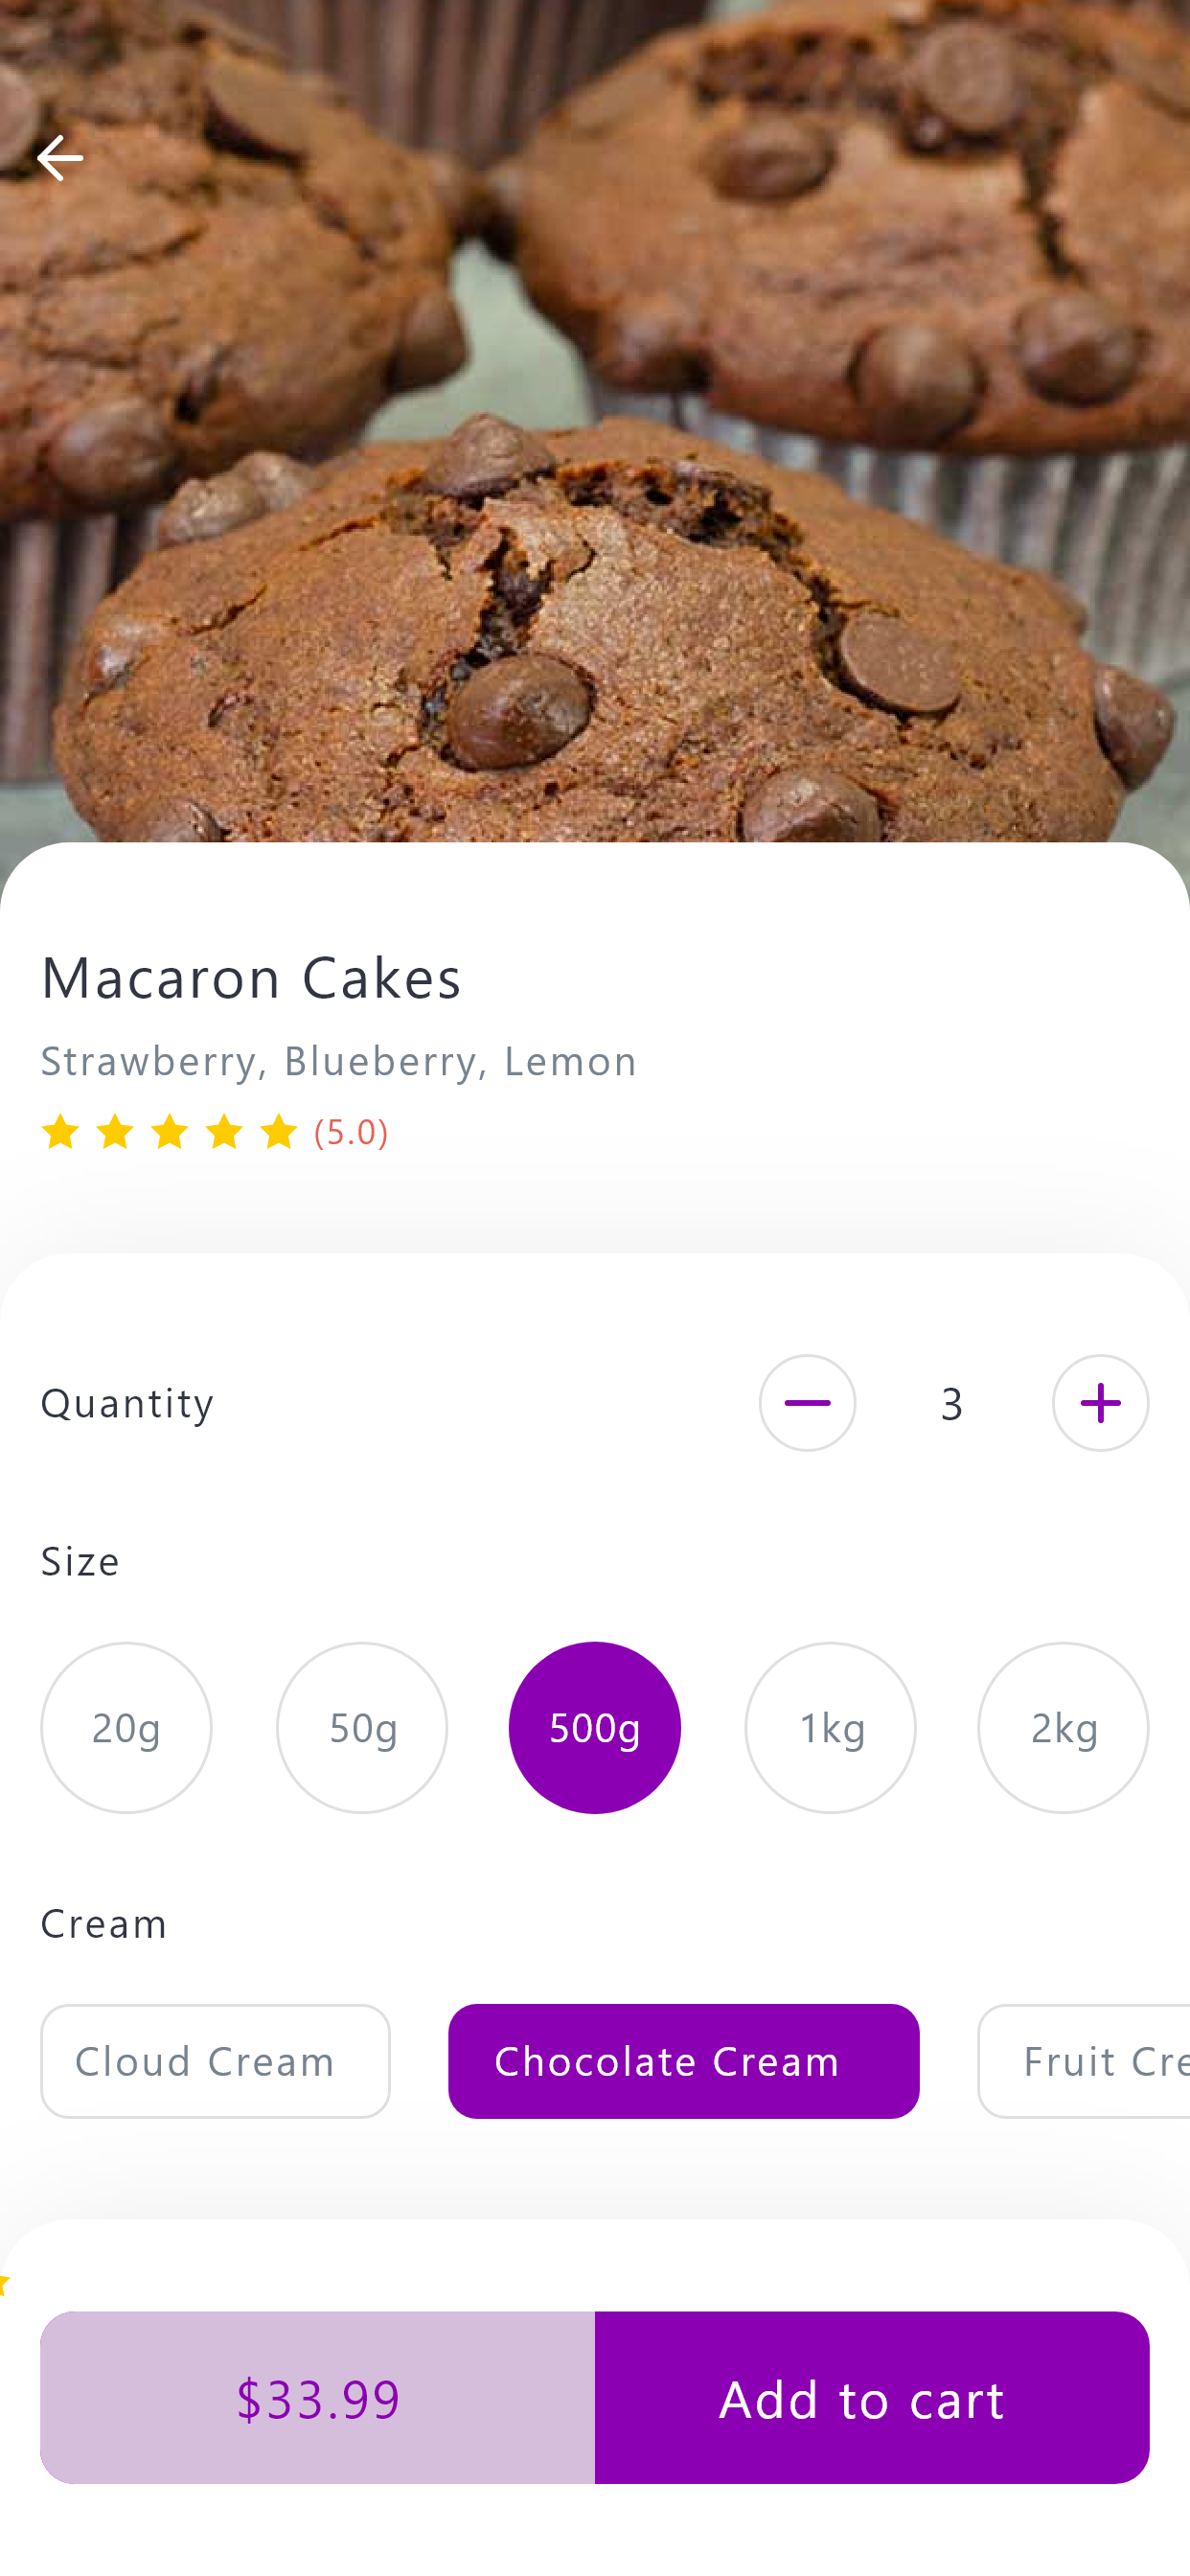 Macaron Cakes
Strawberry, Blueberry, Lemon
(5.0)
Quantity
3
Size
20g 50g 500g 1kg 2kg
Cream
Cloud Cream Chocolate Cream Fruit Cre
$33.99 Add to cart